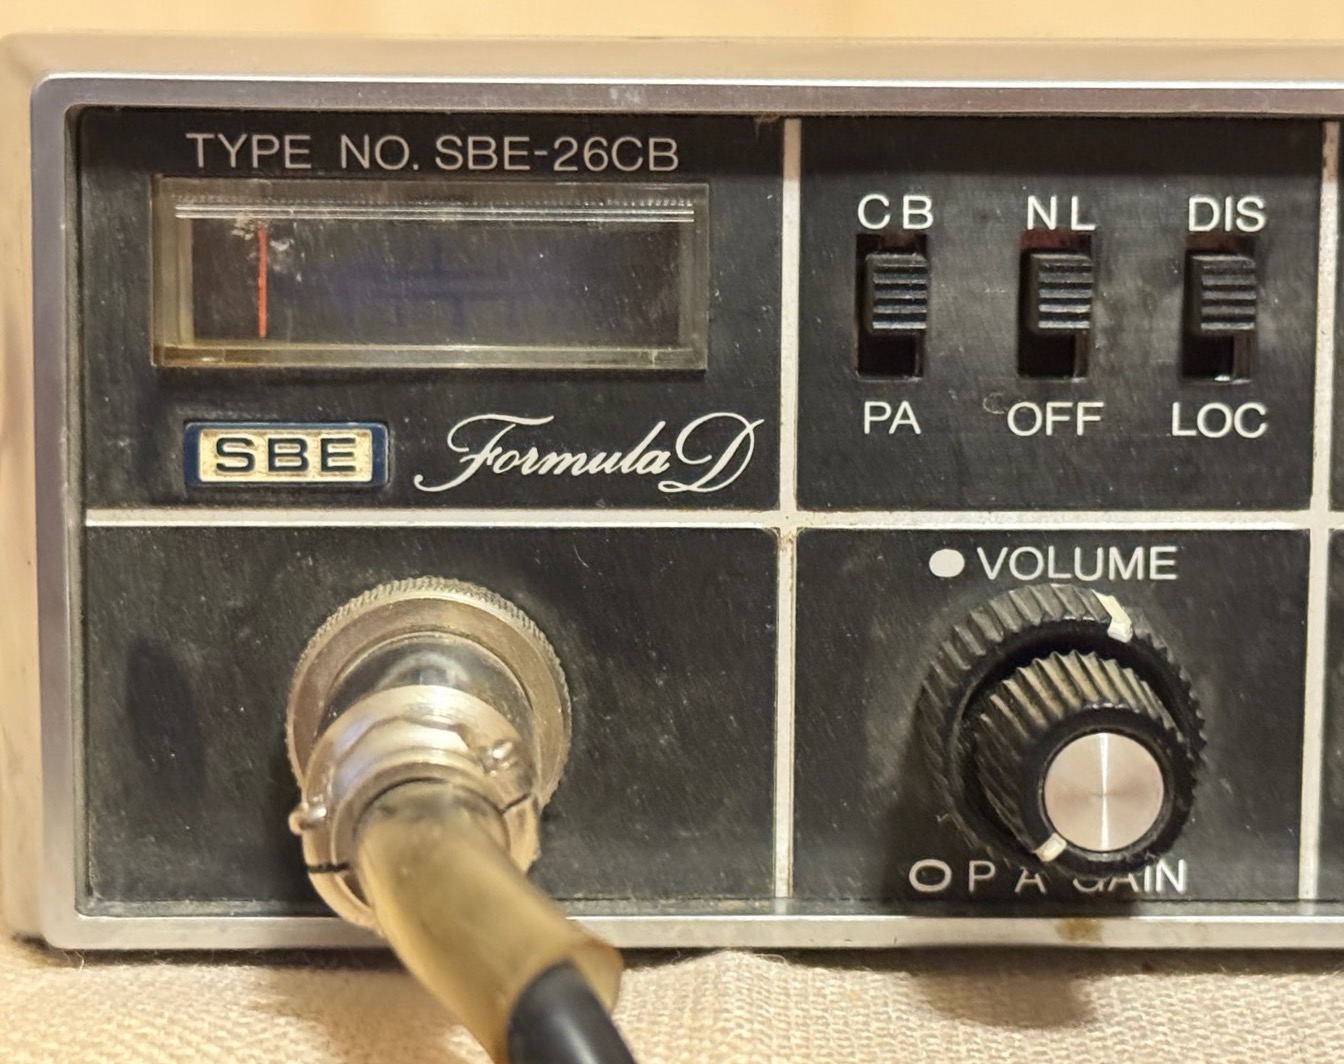 TYPE NO. SBE-26CB
SBE Formula D
CB NL DIS
PA OFF LOC
VOLUME
PA GAIN